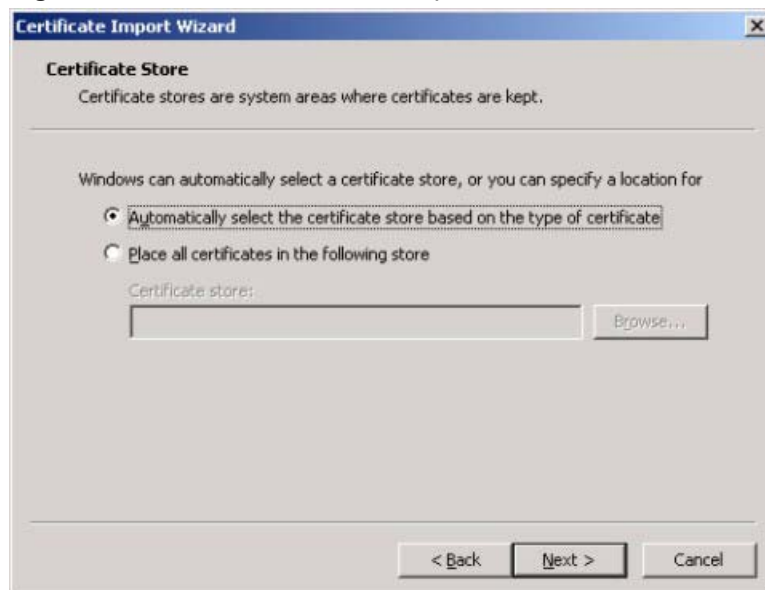 Certificate Import Wizard
Certificate Store
Certificate stores are system areas where certificates are kept.
Windows can automatically select a certificate store, or you can specify a location for
Automatically select the certificate store based on the type of certificate
Place all certificates in the following store
Certificate store:
Browse...
< Back Next > Cancel